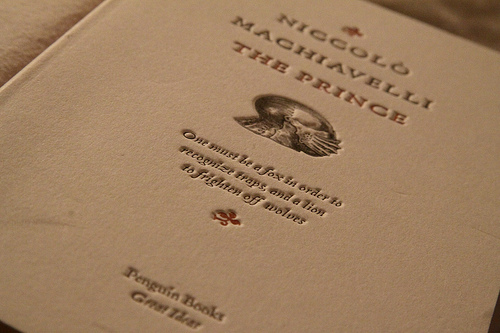 NICCOLÒ
MACHIAVELLI
THE PRINCE
One must be a fox in order to
recognize traps, and a lion
to frighten off wolves
Penguin Books
Great Ideas